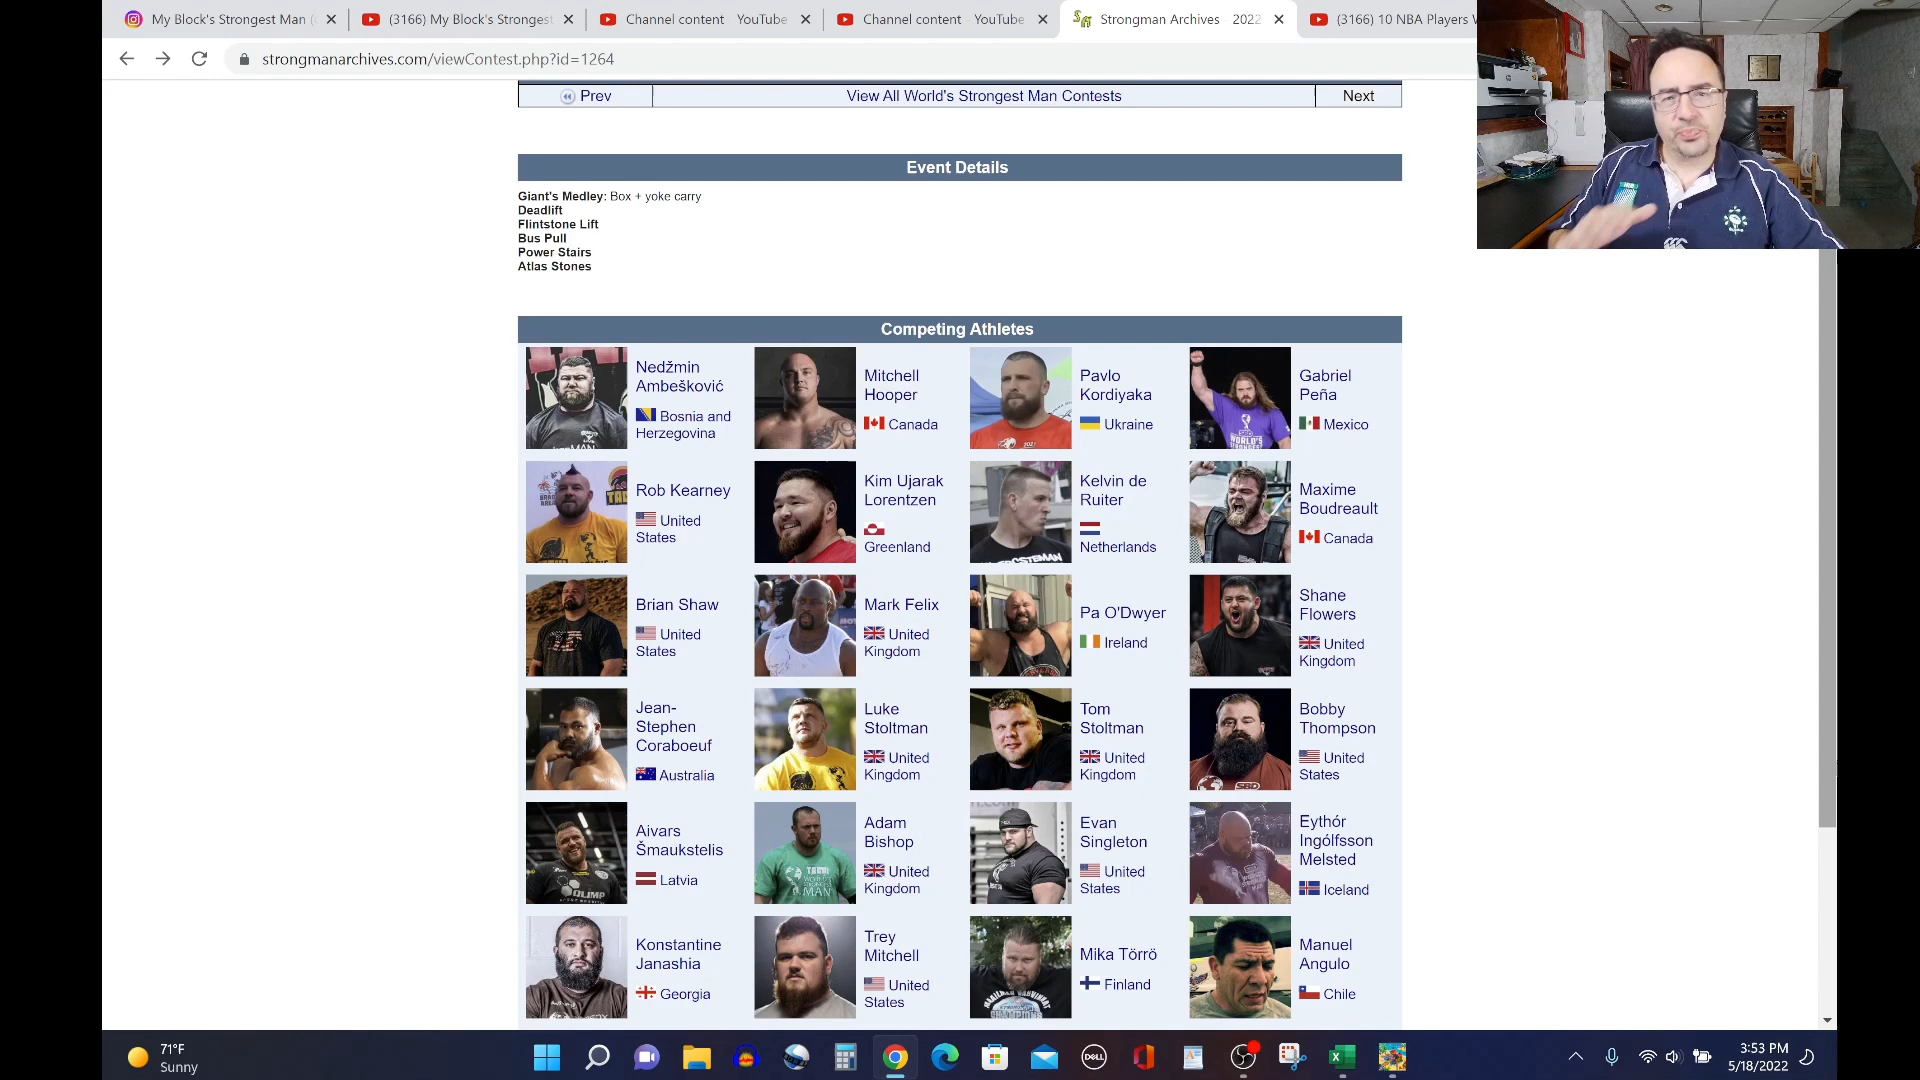 My Block's Strongest Man (
(3166) My Block's Strongest
Channel content - YouTube
Channel content - YouTube
Strongman Archives - 2022
(3166) 10 NBA Players W
strongmanarchives.com/viewContest.php?id=1264
Prev
View All World's Strongest Man Contests
Next
Event Details
Giant's Medley: Box + yoke carry
Deadlift
Flintstone Lift
Bus Pull
Power Stairs
Atlas Stones
Competing Athletes
Nedžmin
Ambešković
Bosnia and
Herzegovina
Mitchell
Hooper
Canada
Pavlo
Kordiyaka
Ukraine
Gabriel
Peña
Mexico
Rob Kearney
United
States
Kim Ujarak
Lorentzen
Greenland
Kelvin de
Ruiter
Netherlands
Maxime
Boudreault
Canada
Brian Shaw
United
States
Mark Felix
United
Kingdom
Pa O'Dwyer
Ireland
Shane
Flowers
United
Kingdom
Jean-
Stephen
Coraboeuf
Australia
Luke
Stoltman
United
Kingdom
Tom
Stoltman
United
Kingdom
Bobby
Thompson
United
States
Aivars
Šmaukstelis
Latvia
Adam
Bishop
United
Kingdom
Evan
Singleton
United
States
Eythór
Ingólfsson
Melsted
Iceland
Konstantine
Janashia
Georgia
Trey
Mitchell
United
States
Mika Törrö
Finland
Manuel
Angulo
Chile
71°F
Sunny
DELL
3:53 PM
5/18/2022